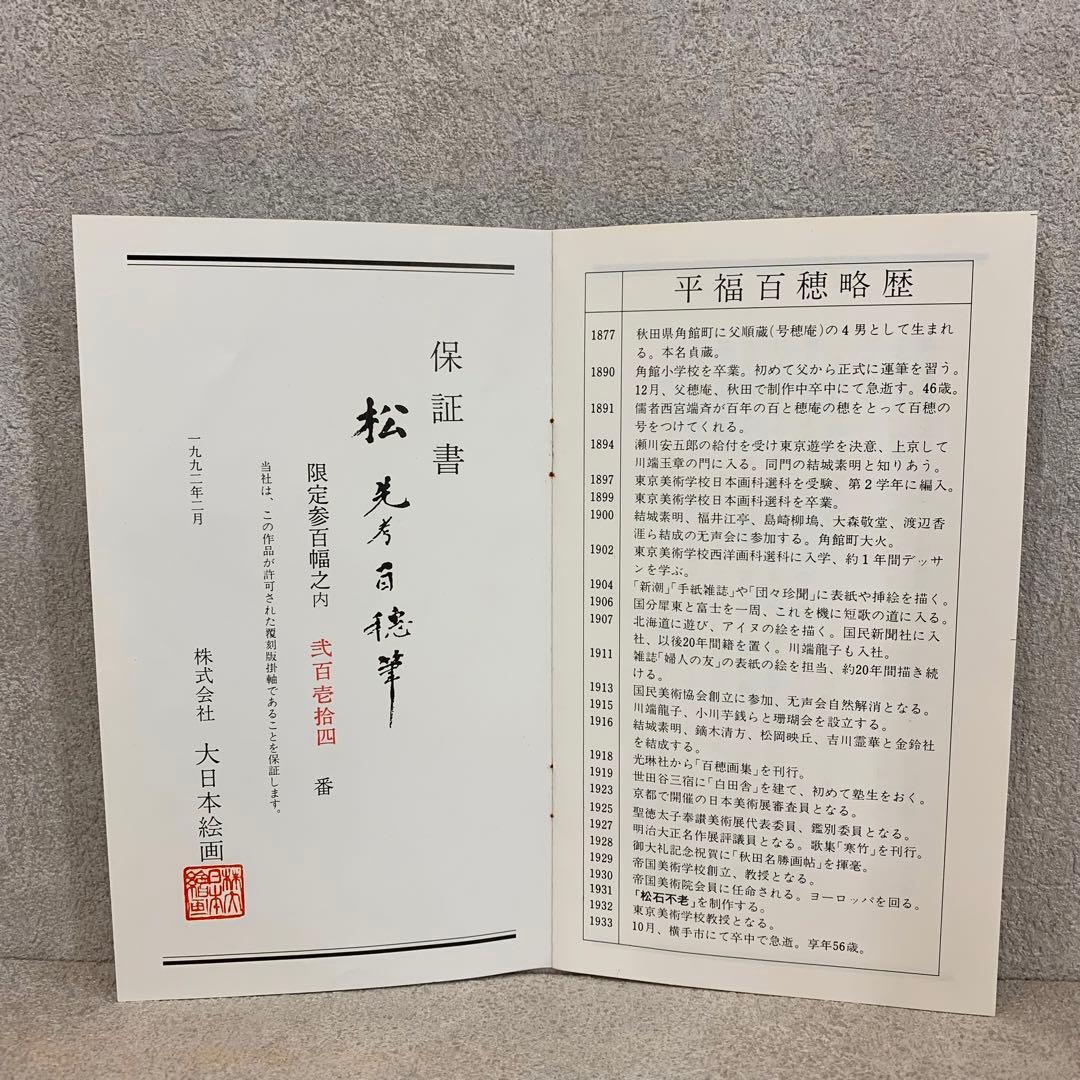 保証書
松 先考百穂筆
限定参百幅之内 弐百壱拾四 番
当社は、この作品が許可された覆刻版掛軸であることを保証します。
一九九二年二月
株式会社 大日本絵画
平福百穂略歴
1877 秋田県角館町に父順蔵(号穂庵)の4男として生まれ
る。本名貞蔵。
1890 角館小学校を卒業。初めて父から正式に運筆を習う。
12月、父穂庵、秋田で制作中卒中にて急逝す。46歳。
1891 儒者西宮端斉が百年の百と穂庵の穂をとって百穂の
号をつけてくれる。
1894 瀬川安五郎の給付を受け東京遊学を決意、上京して
川端玉章の門に入る。同門の結城素明と知りあう。
1897 東京美術学校日本画科選科を受験、第2学年に編入。
1899 東京美術学校日本画科選科を卒業。
1900 結城素明、福井江亭、島崎柳塢、大森敬堂、渡辺香
涯ら結成の无声会に参加する。角館町大火。
1902 東京美術学校西洋画科選科に入学、約1年間デッサ
ンを学ぶ。
1904 「新潮」「手紙雑誌」や「団々珍聞」に表紙や挿絵を描く。
1906 国分犀東と富士を一周、これを機に短歌の道に入る。
1907 北海道に遊び、アイヌの絵を描く。国民新聞社に入
社、以後20年間籍を置く。川端龍子も入社。
1911 雑誌「婦人の友」の表紙の絵を担当、約20年間描き続
ける。
1913 国民美術協会創立に参加、无声会自然解消となる。
1915 川端龍子、小川芋銭らと珊瑚会を設立する。
1916 結城素明、鏑木清方、松岡映丘、吉川霊華と金鈴社
を結成する。
1918 光琳社から「百穂画集」を刊行。
1919 世田谷三宿に「白田舎」を建て、初めて塾生をおく。
1923 京都で開催の日本美術展審査員となる。
1925 聖徳太子奉讃美術展代表委員、鑑別委員となる。
1927 明治大正名作展評議員となる。歌集「寒竹」を刊行。
1928 御大礼記念祝賀に「秋田名勝画帖」を揮毫。
1929 帝国美術学校創立、教授となる。
1930 帝国美術院会員に任命される。ヨーロッパを回る。
1931 「松石不老」を制作する。
1932 東京美術学校教授となる。
1933 10月、横手市にて卒中で急逝。享年56歳。